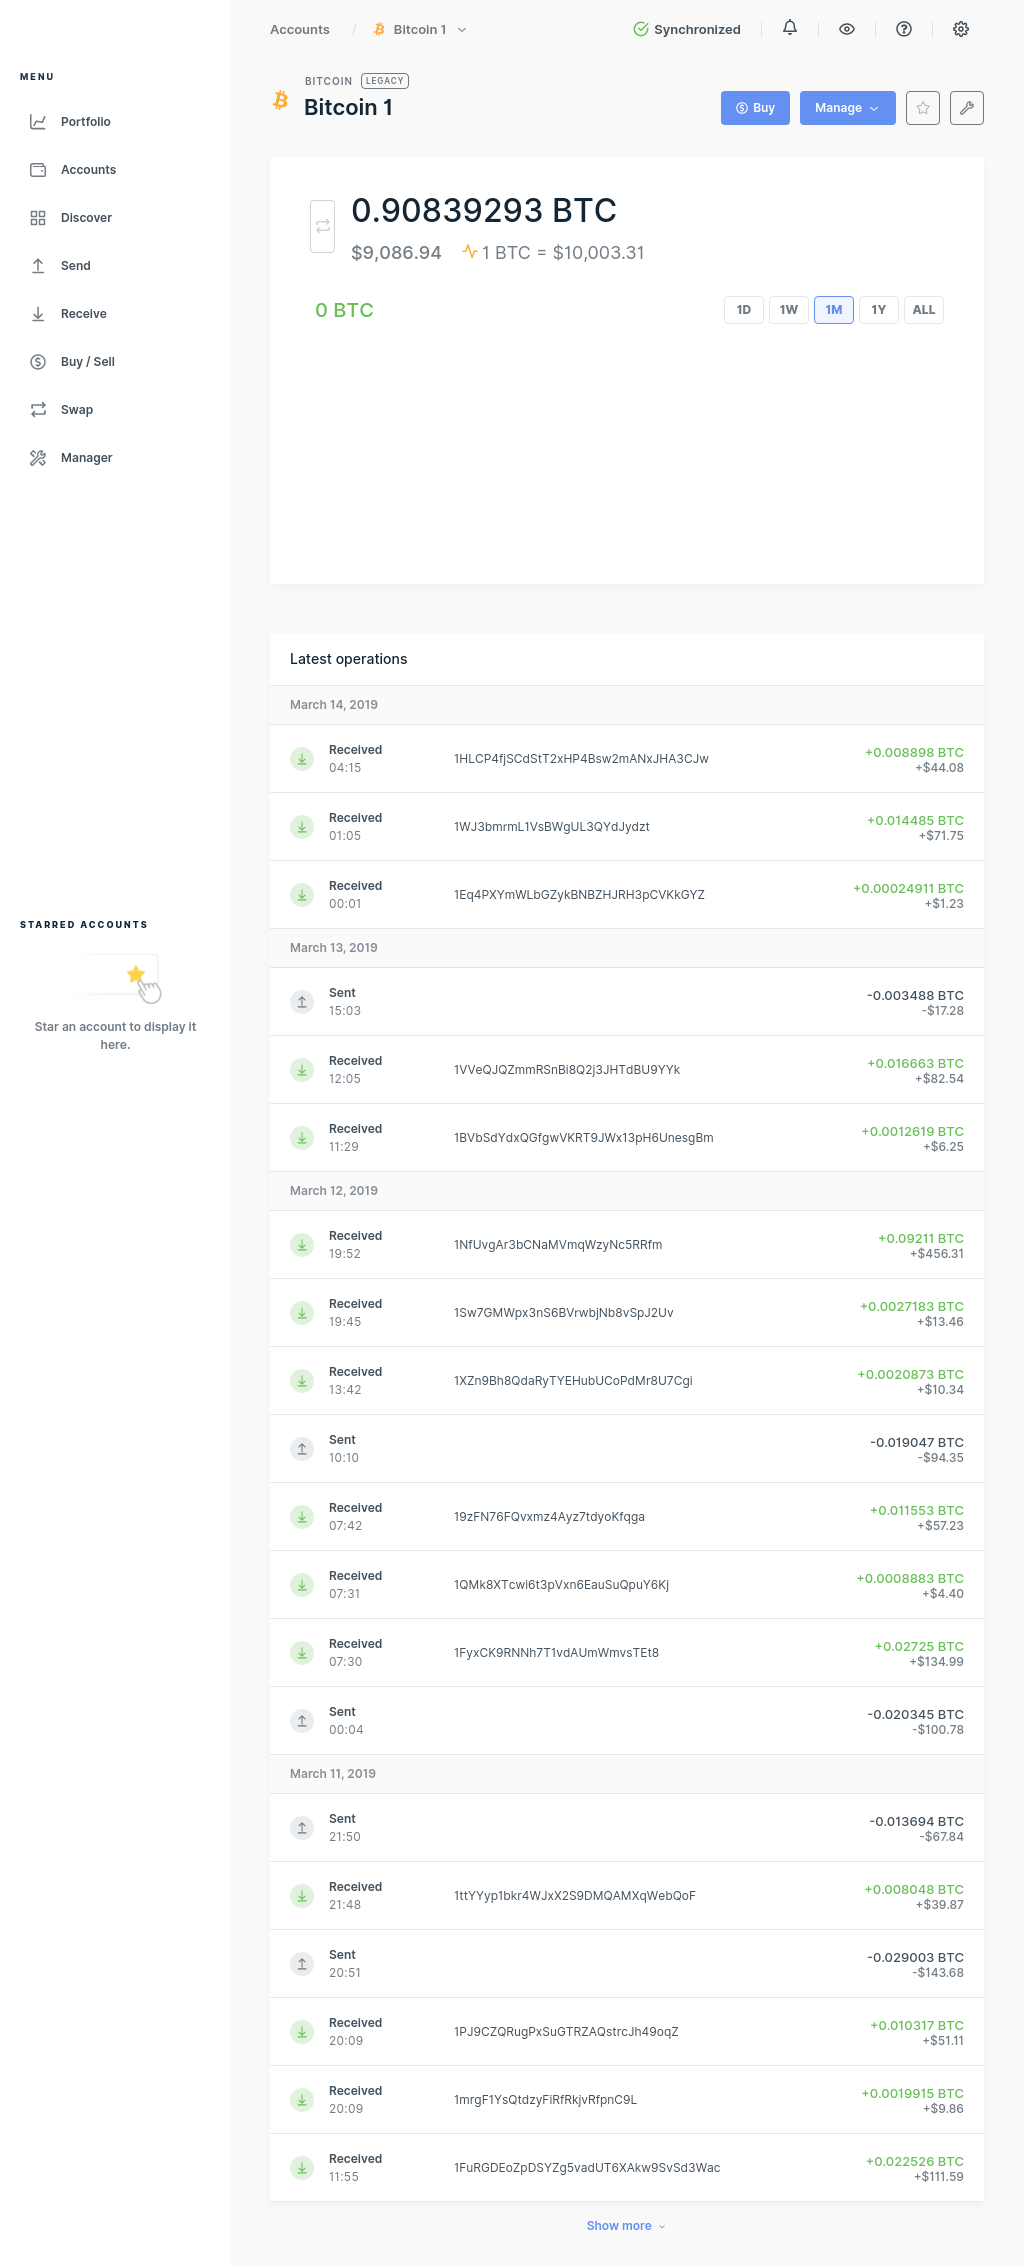 Accounts / Bitcoin 1
Synchronized
MENU
Portfolio
Accounts
Discover
Send
Receive
Buy / Sell
Swap
Manager
STARRED ACCOUNTS
Star an account to display it
here.
BITCOIN LEGACY
Bitcoin 1
Buy
Manage
0.90839293 BTC
$9,086.94 1 BTC = $10,003.31
0 BTC
1D 1W 1M 1Y ALL
Latest operations
March 14, 2019
Received
04:15
1HLCP4fjSCdStT2xHP4Bsw2mANxJHA3CJw
+0.008898 BTC
+$44.08
Received
01:05
1WJ3bmrmL1VsBWgUL3QYdJydzt
+0.014485 BTC
+$71.75
Received
00:01
1Eq4PXYmWLbGZykBNBZHJRH3pCVKkGYZ
+0.00024911 BTC
+$1.23
March 13, 2019
Sent
15:03
-0.003488 BTC
-$17.28
Received
12:05
1VVeQJQZmmRSnBi8Q2j3JHTdBU9YYk
+0.016663 BTC
+$82.54
Received
11:29
1BVbSdYdxQGfgwVKRT9JWx13pH6UnesgBm
+0.0012619 BTC
+$6.25
March 12, 2019
Received
19:52
1NfUvgAr3bCNaMVmqWzyNc5RRfm
+0.09211 BTC
+$456.31
Received
19:45
1Sw7GMWpx3nS6BVrwbjNb8vSpJ2Uv
+0.0027183 BTC
+$13.46
Received
13:42
1XZn9Bh8QdaRyTYEHubUCoPdMr8U7Cgi
+0.0020873 BTC
+$10.34
Sent
10:10
-0.019047 BTC
-$94.35
Received
07:42
19zFN76FQvxmz4Ayz7tdyoKfqga
+0.011553 BTC
+$57.23
Received
07:31
1QMk8XTcwi6t3pVxn6EauSuQpuY6Kj
+0.0008883 BTC
+$4.40
Received
07:30
1FyxCK9RNNh7T1vdAUmWmvsTEt8
+0.02725 BTC
+$134.99
Sent
00:04
-0.020345 BTC
-$100.78
March 11, 2019
Sent
21:50
-0.013694 BTC
-$67.84
Received
21:48
1ttYYyp1bkr4WJxX2S9DMQAMXqWebQoF
+0.008048 BTC
+$39.87
Sent
20:51
-0.029003 BTC
-$143.68
Received
20:09
1PJ9CZQRugPxSuGTRZAQstrcJh49oqZ
+0.010317 BTC
+$51.11
Received
20:09
1mrgF1YsQtdzyFiRfRkjvRfpnC9L
+0.0019915 BTC
+$9.86
Received
11:55
1FuRGDEoZpDSYZg5vadUT6XAkw9SvSd3Wac
+0.022526 BTC
+$111.59
Show more